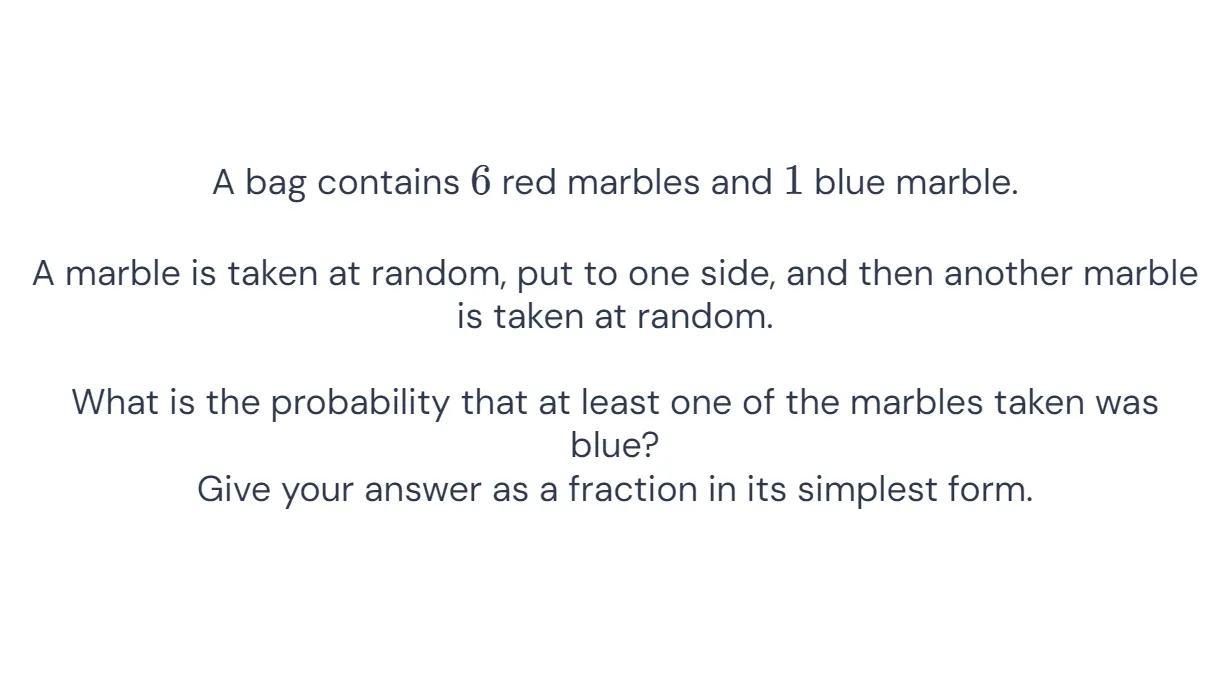 A bag contains 6 red marbles and 1 blue marble.
A marble is taken at random, put to one side, and then another marble
is taken at random.
What is the probability that at least one of the marbles taken was
blue?
Give your answer as a fraction in its simplest form.